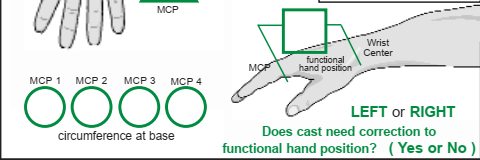 MCP
MCP 1 MCP 2 MCP 3 MCP 4
circumference at base
Wrist
Center
MCP
functional
hand position
LEFT or RIGHT
Does cast need correction to
functional hand position? ( Yes or No )